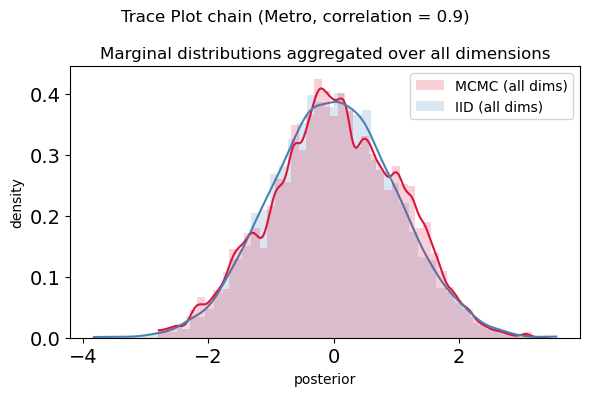 Trace Plot chain (Metro, correlation = 0.9)
Marginal distributions aggregated over all dimensions
MCMC (all dims)
IID (all dims)
density
0.4
0.3
0.2
0.1
0.0
−4
−2
0
2
posterior